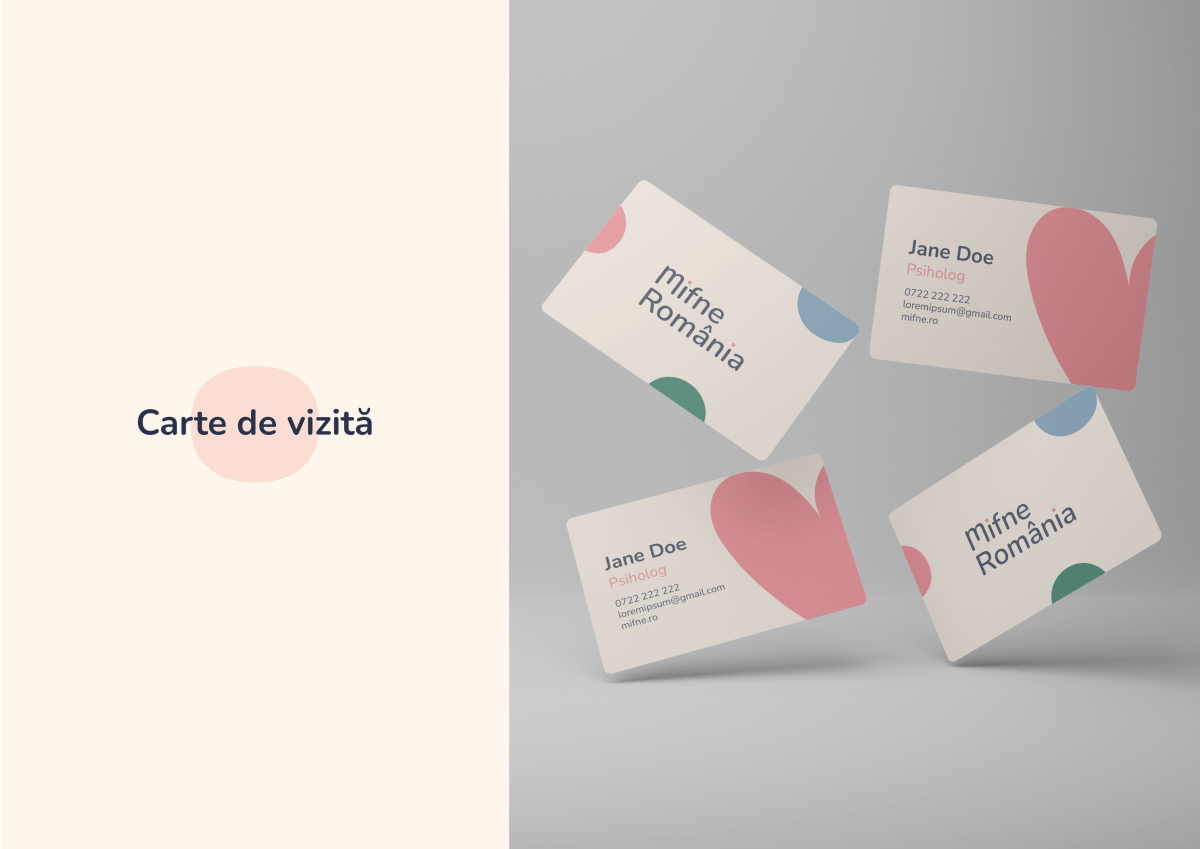 Carte de vizită
mifne
România
Jane Doe
Psiholog
0722 222 222
loremipsum@gmail.com
mifne.ro
Jane Doe
Psiholog
0722 222 222
loremipsum@gmail.com
mifne.ro
mifne
România